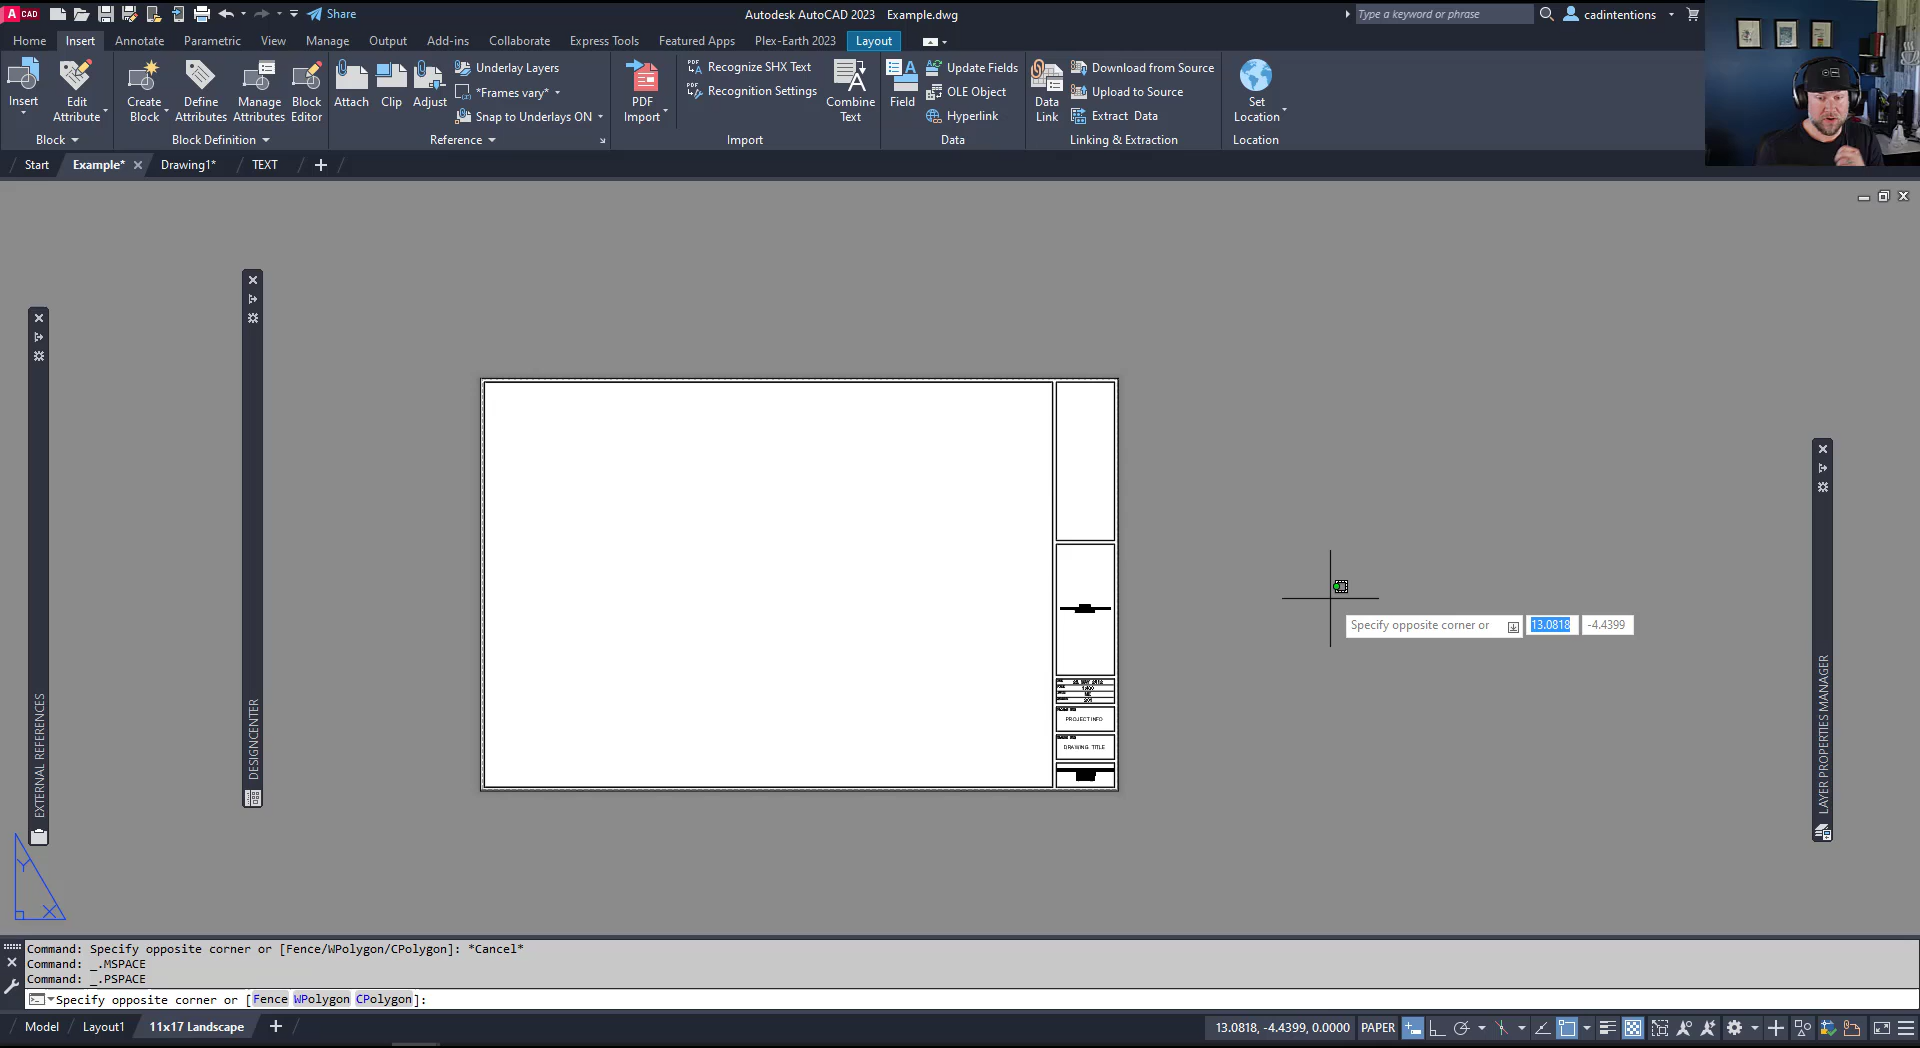 CAD
Share
Autodesk AutoCAD 2023 Example.dwg
Type a keyword or phrase
cadintentions
Home Insert Annotate Parametric View Manage Output Add-ins Collaborate Express Tools Featured Apps Plex-Earth 2023 Layout
Insert
Edit Attribute
Create Block
Define Attributes
Manage Attributes
Block Editor
Attach
Clip
Adjust
Underlay Layers
*Frames vary*
Snap to Underlays ON
PDF Import
Recognize SHX Text
Recognition Settings
Combine Text
Field
Update Fields
OLE Object
Hyperlink
Data Link
Download from Source
Upload to Source
Extract Data
Set Location
Block
Block Definition
Reference
Import
Data
Linking & Extraction
Location
Start Example* Drawing1* TEXT
EXTERNAL REFERENCES
DESIGNCENTER
PROJECT INFO
DRAWING TITLE
Specify opposite corner or 13.0818 -4.4399
LAYER PROPERTIES MANAGER
Y
X
Command: Specify opposite corner or [Fence/WPolygon/CPolygon]: *Cancel*
Command: _.MSPACE
Command: _.PSPACE
Specify opposite corner or [Fence WPolygon CPolygon]:
Model Layout1 11x17 Landscape
13.0818, -4.4399, 0.0000 PAPER